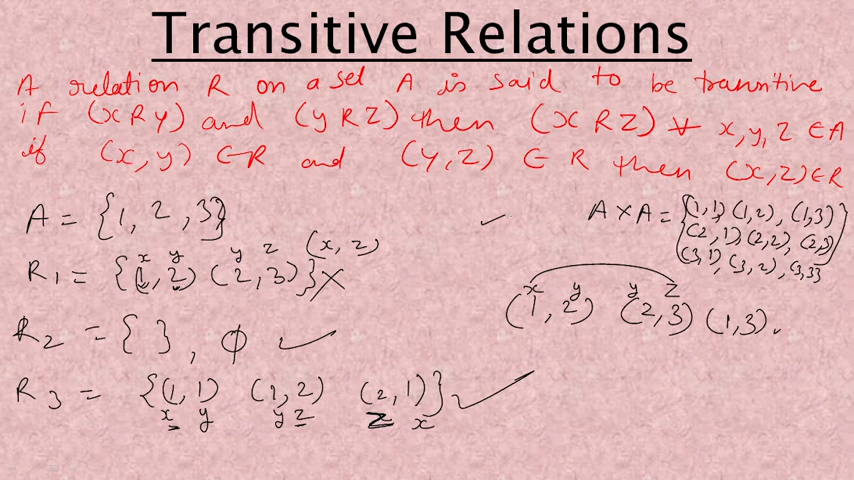 Transitive Relations
A relation R on a set A is said to be transitive
if (x R y) and (y R z) then (x R z) ∀ x, y, z ∈ A
if (x, y) ∈ R and (y, z) ∈ R then (x, z) ∈ R
A = {1, 2, 3} ✓
A × A = {(1, 1) (1, 2), (1, 3)
(2, 1), (2, 2), (2, 3)
(3, 1), (3, 2), (3, 3)}
x y y z (x, z)
R1 = {(1, 2) (2, 3)} ✗
x y y z
(1, 2) (2, 3) (1, 3).
R2 = { }, ϕ ✓
R3 = {(1, 1) (1, 2) (2, 1)} ✓
x y y z z x